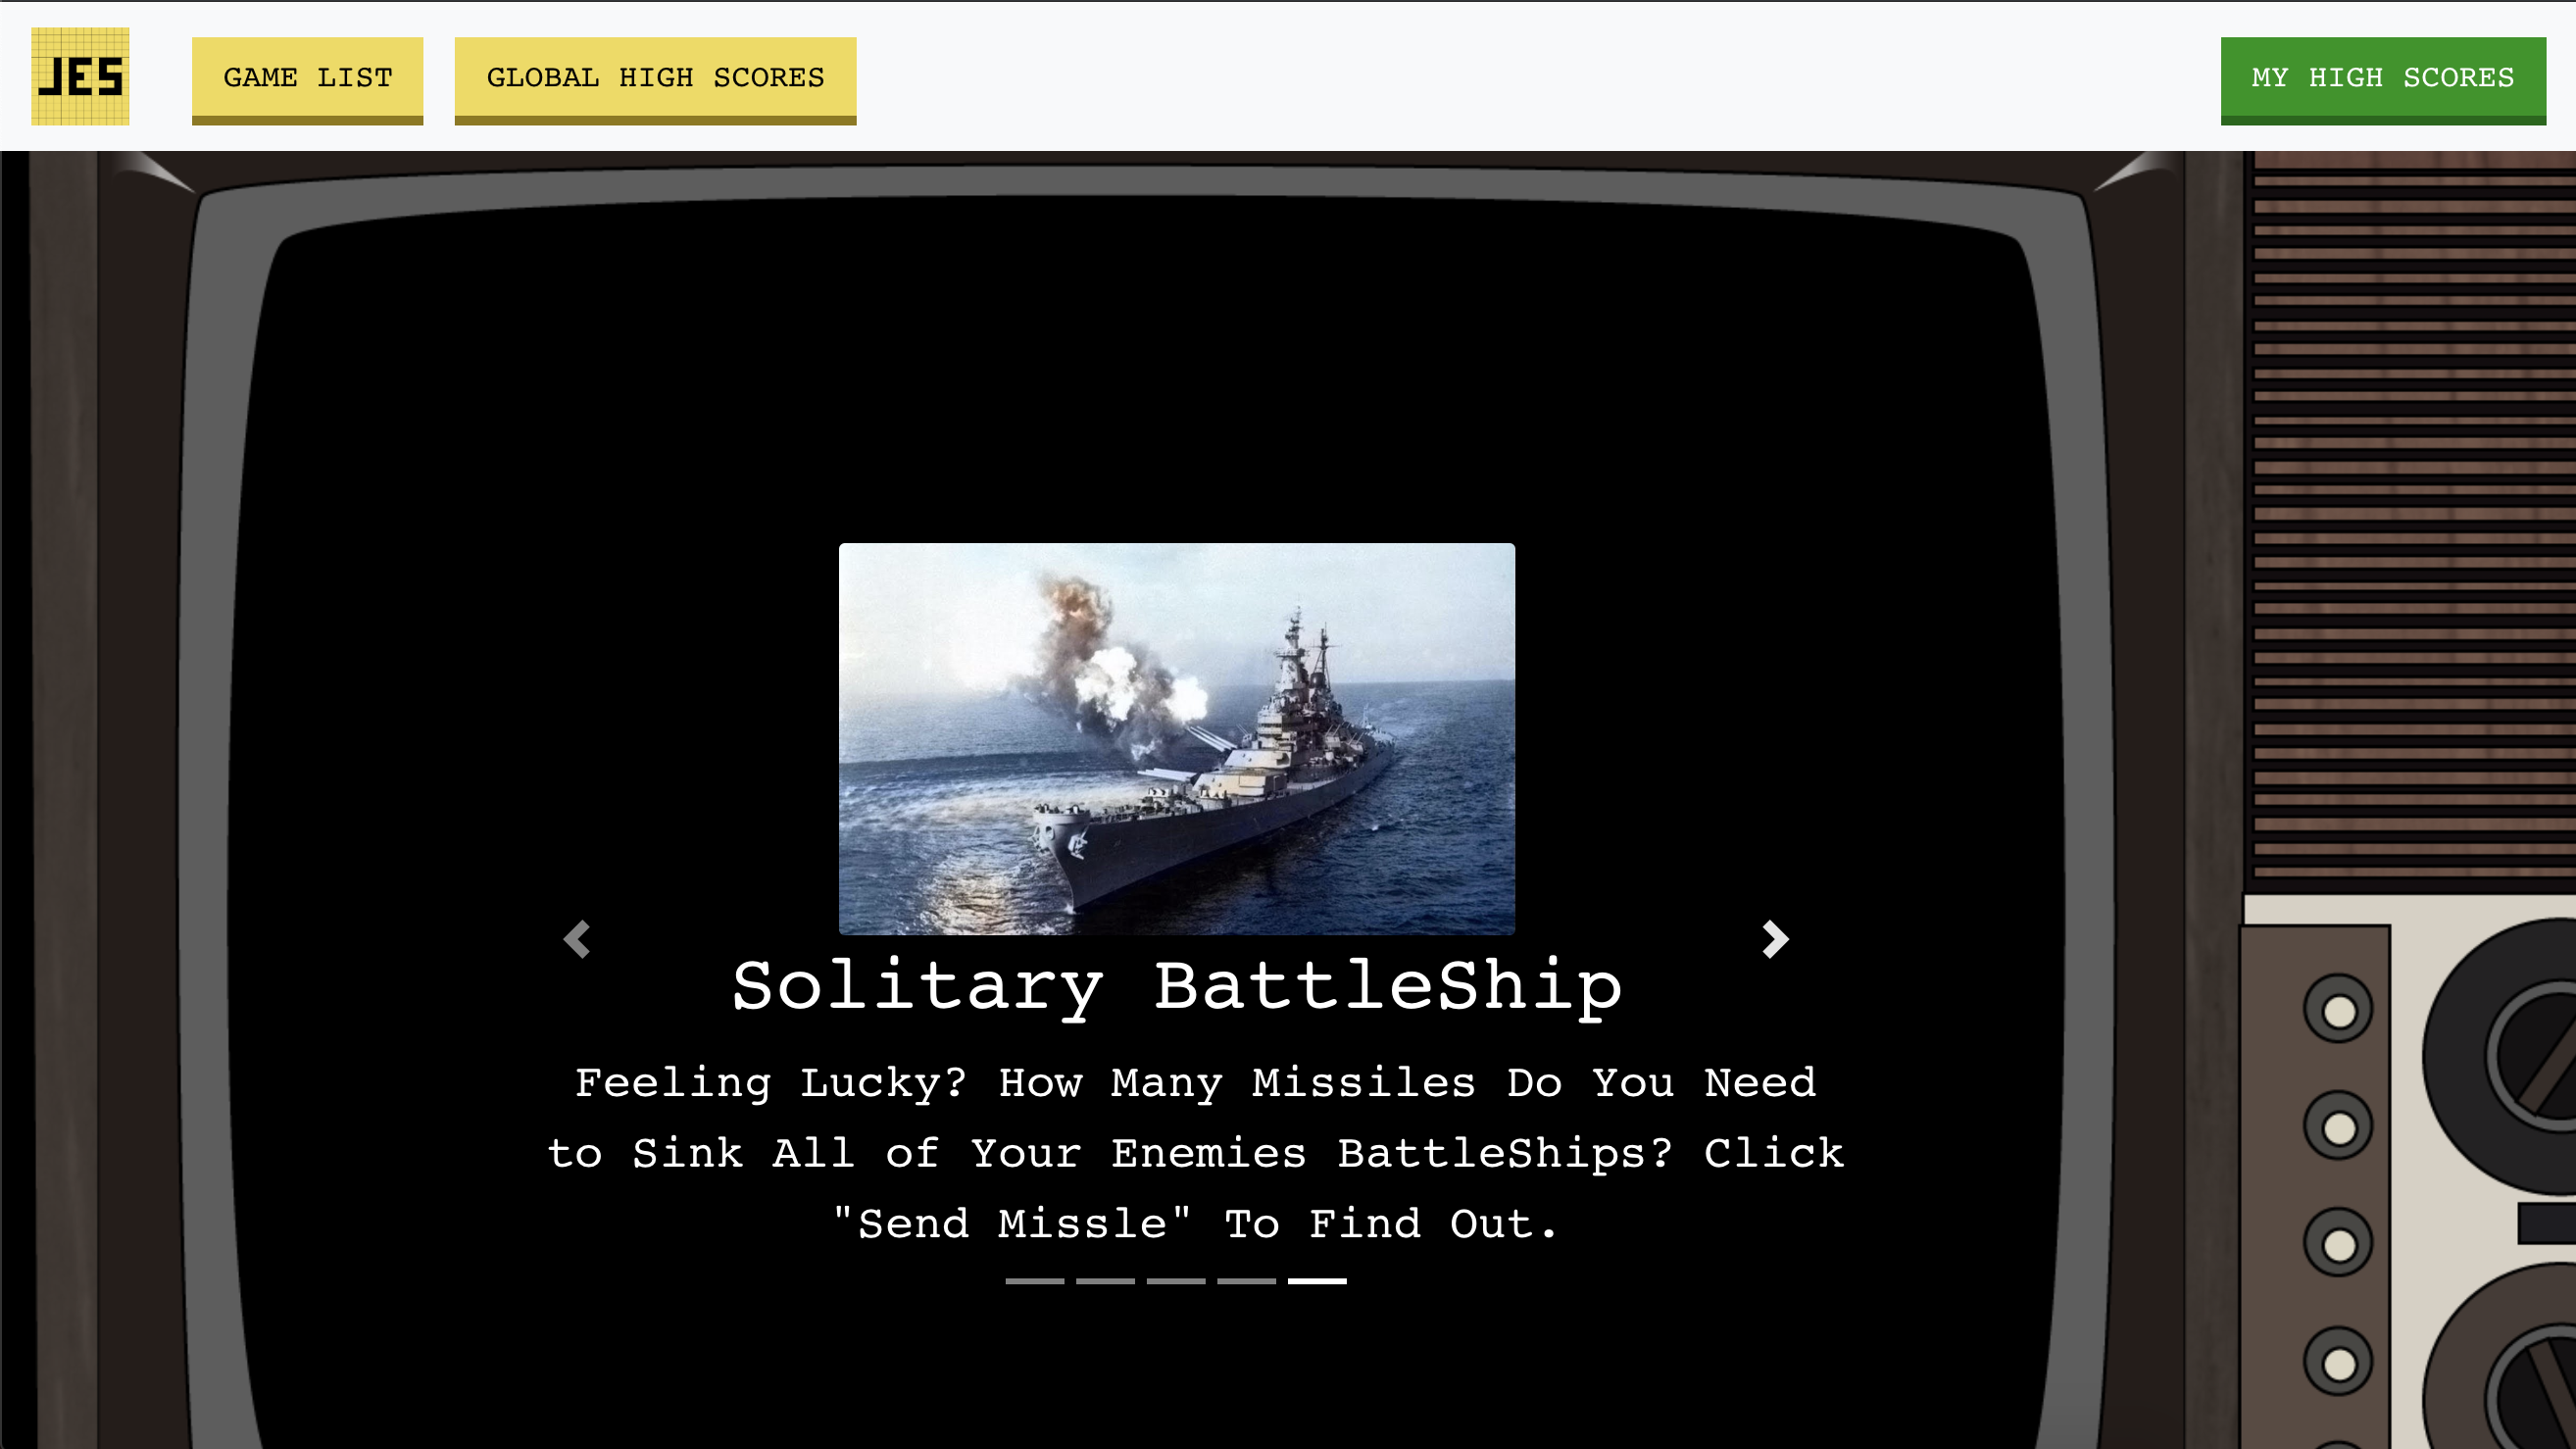 JES
GAME LIST
GLOBAL HIGH SCORES
MY HIGH SCORES
Solitary BattleShip
Feeling Lucky? How Many Missiles Do You Need
to Sink All of Your Enemies BattleShips? Click
"Send Missle" To Find Out.